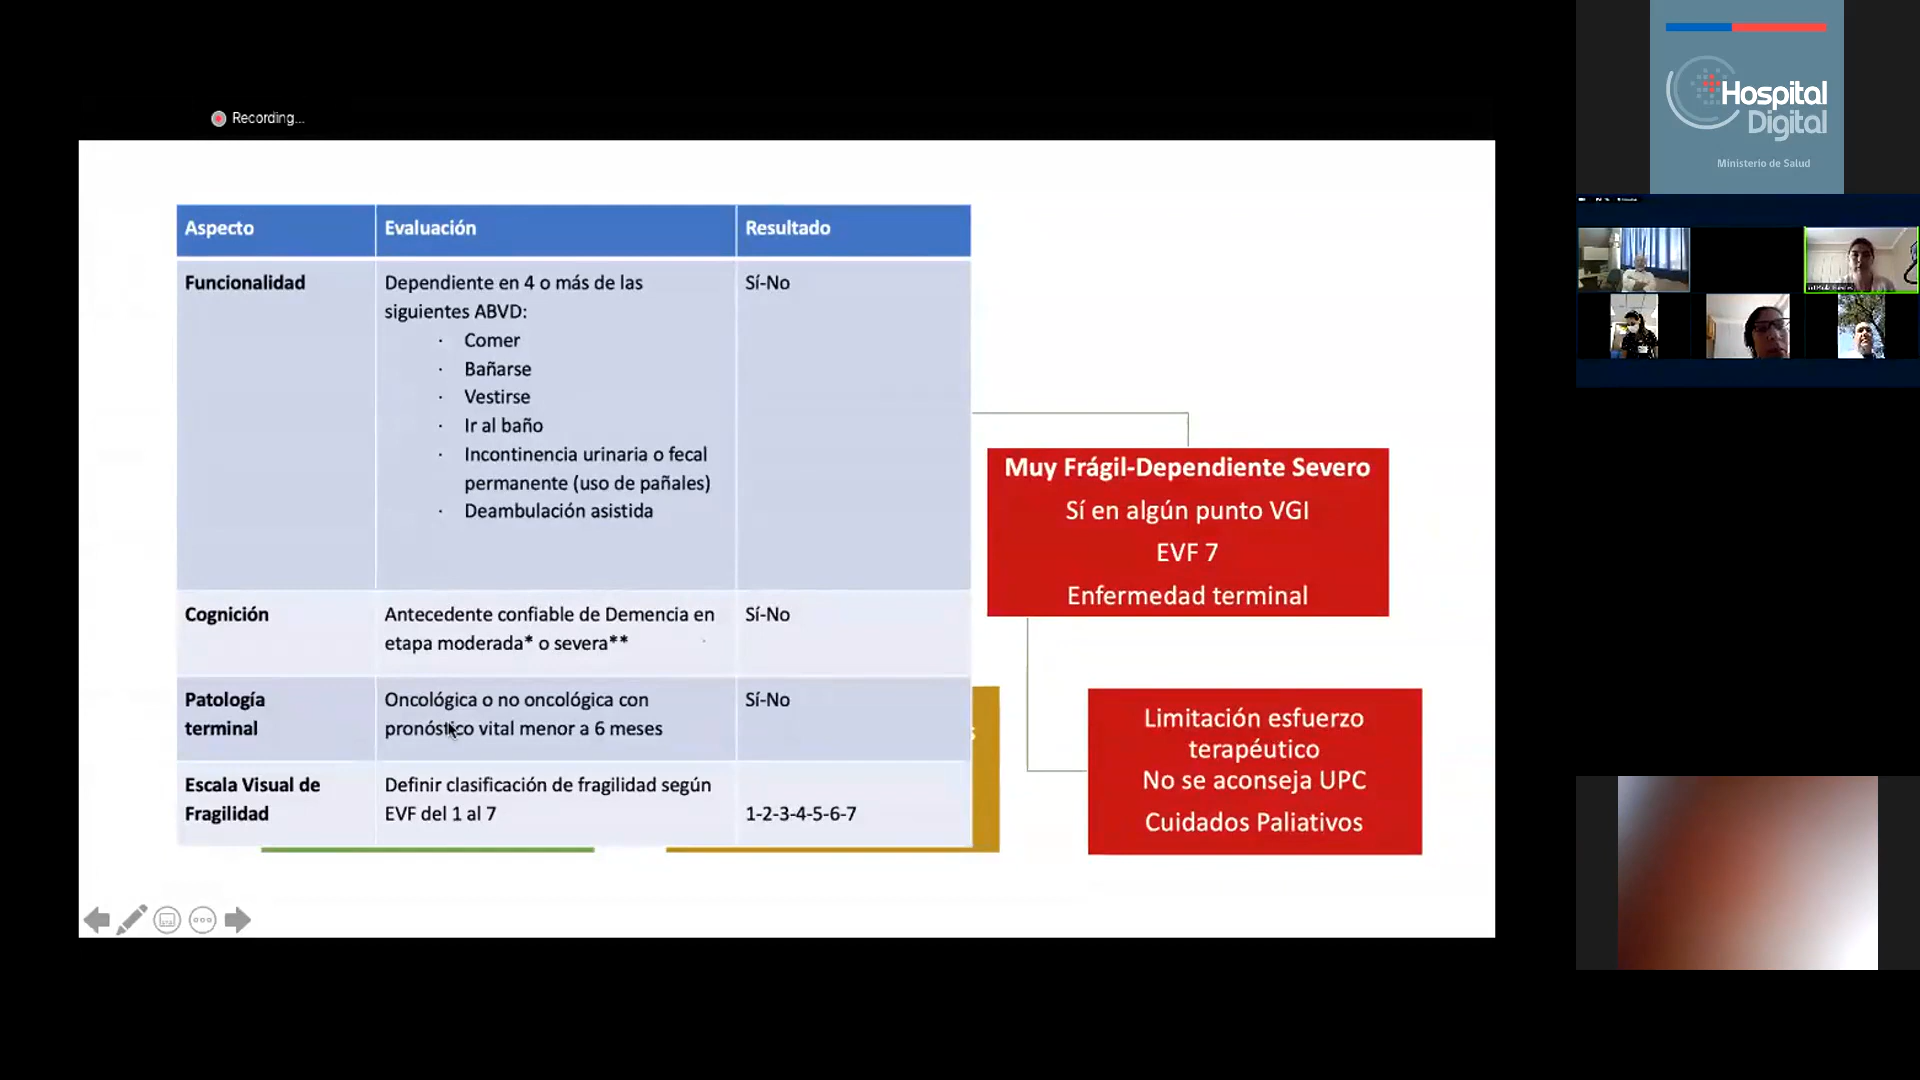 Recording...
Aspecto
Evaluación
Resultado
Funcionalidad
Dependiente en 4 o más de las
siguientes ABVD:
· Comer
· Bañarse
· Vestirse
· Ir al baño
· Incontinencia urinaria o fecal
permanente (uso de pañales)
· Deambulación asistida
Sí-No
Cognición
Antecedente confiable de Demencia en
etapa moderada* o severa**
Sí-No
Patología
terminal
Oncológica o no oncológica con
pronóstico vital menor a 6 meses
Sí-No
Escala Visual de
Fragilidad
Definir clasificación de fragilidad según
EVF del 1 al 7
1-2-3-4-5-6-7
Muy Frágil-Dependiente Severo
Sí en algún punto VGI
EVF 7
Enfermedad terminal
Limitación esfuerzo
terapéutico
No se aconseja UPC
Cuidados Paliativos
Hospital
Digital
Ministerio de Salud